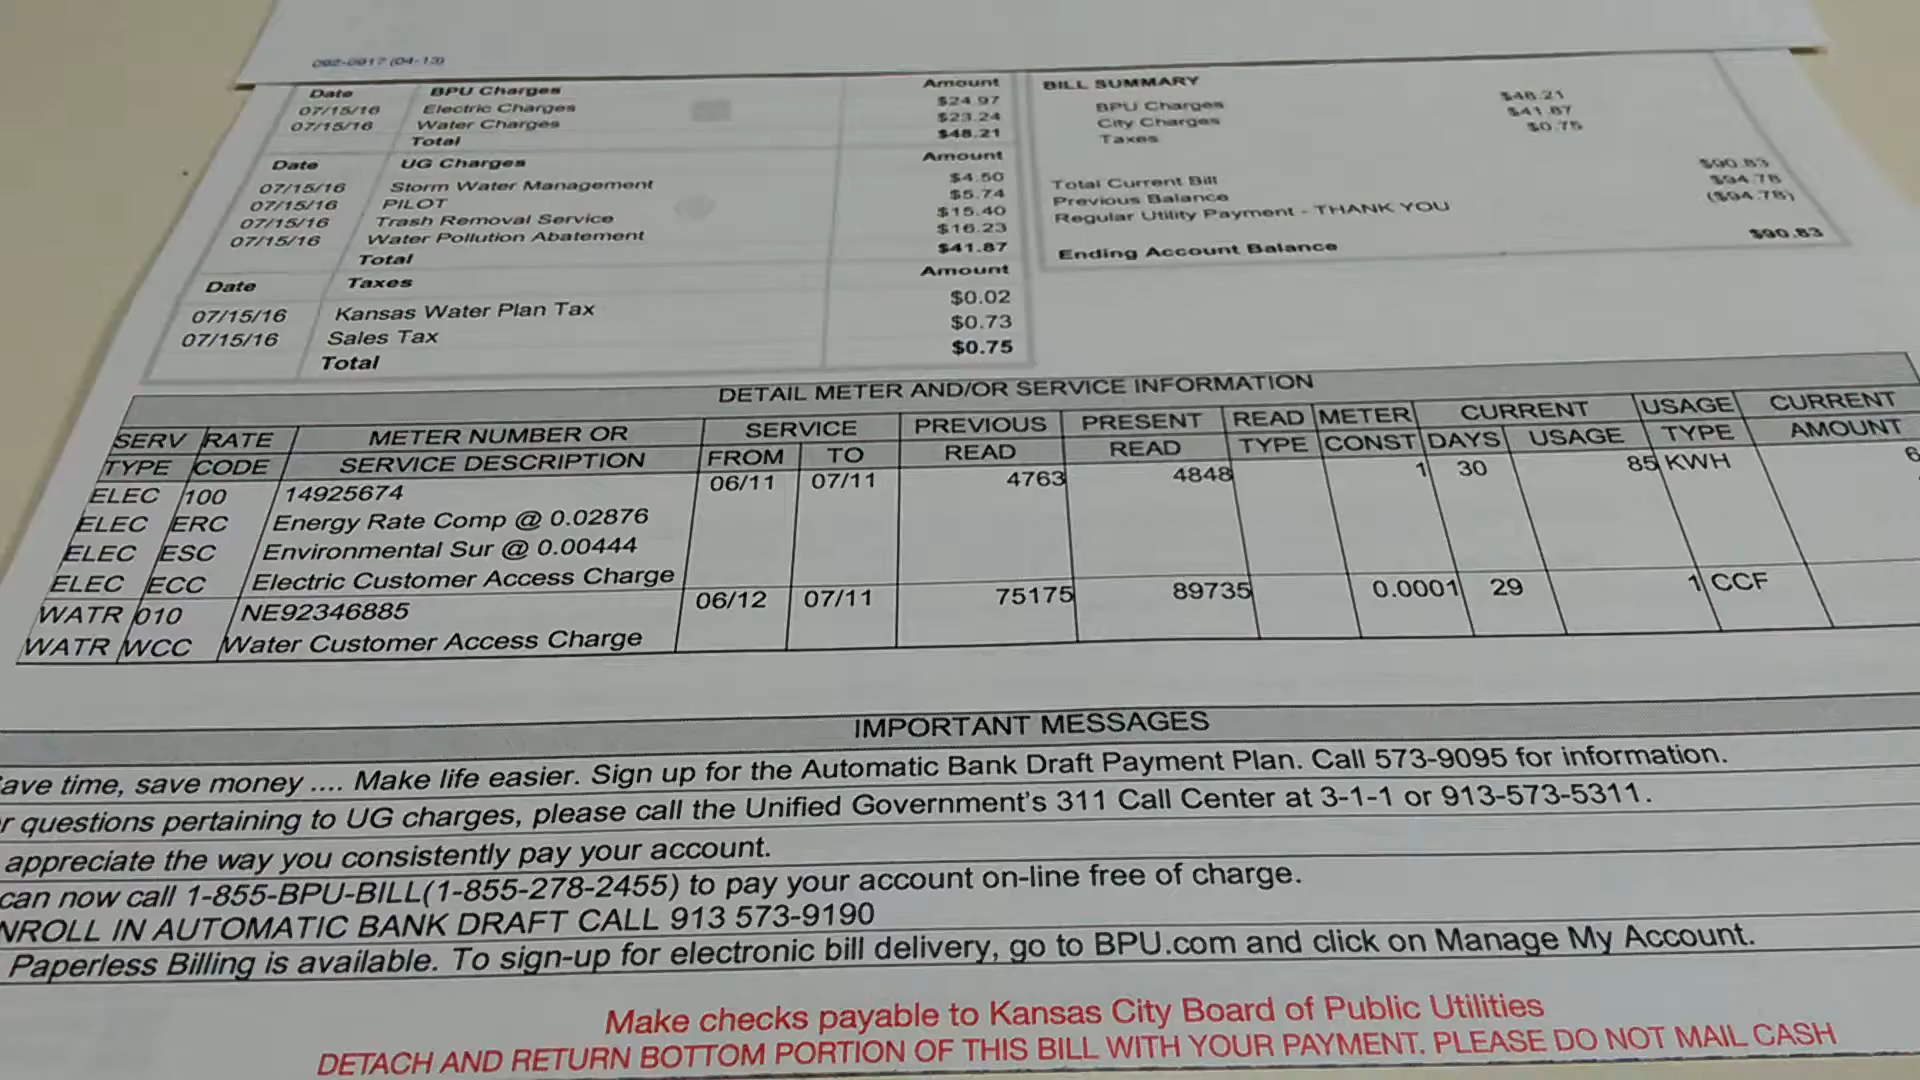 092-0917 (04-13)
Date BPU Charges Amount
07/15/16 Electric Charges $24.97
07/15/16 Water Charges $23.24
Total $48.21
Date UG Charges Amount
07/15/16 Storm Water Management $4.50
07/15/16 PILOT $5.74
07/15/16 Trash Removal Service $15.40
07/15/16 Water Pollution Abatement $16.23
Total $41.87
Date Taxes Amount
07/15/16 Kansas Water Plan Tax $0.02
07/15/16 Sales Tax $0.73
Total $0.75
BILL SUMMARY
BPU Charges $48.21
City Charges $41.87
Taxes $0.75
Total Current Bill $90.83
Previous Balance $94.78
Regular Utility Payment - THANK YOU ($94.78)
Ending Account Balance $90.83
DETAIL METER AND/OR SERVICE INFORMATION
SERV RATE METER NUMBER OR SERVICE PREVIOUS PRESENT READ METER CURRENT USAGE CURRENT
TYPE CODE SERVICE DESCRIPTION FROM TO READ READ TYPE CONST DAYS USAGE TYPE AMOUNT
ELEC 100 14925674 06/11 07/11 4763 4848 1 30 85 KWH 6
ELEC ERC Energy Rate Comp @ 0.02876
ELEC ESC Environmental Sur @ 0.00444
ELEC ECC Electric Customer Access Charge
WATR 010 NE92346885 06/12 07/11 75175 89735 0.0001 29 1 CCF
WATR WCC Water Customer Access Charge
IMPORTANT MESSAGES
ave time, save money .... Make life easier. Sign up for the Automatic Bank Draft Payment Plan. Call 573-9095 for information.
r questions pertaining to UG charges, please call the Unified Government's 311 Call Center at 3-1-1 or 913-573-5311.
appreciate the way you consistently pay your account.
can now call 1-855-BPU-BILL(1-855-278-2455) to pay your account on-line free of charge.
NROLL IN AUTOMATIC BANK DRAFT CALL 913 573-9190
Paperless Billing is available. To sign-up for electronic bill delivery, go to BPU.com and click on Manage My Account.
Make checks payable to Kansas City Board of Public Utilities
DETACH AND RETURN BOTTOM PORTION OF THIS BILL WITH YOUR PAYMENT. PLEASE DO NOT MAIL CASH